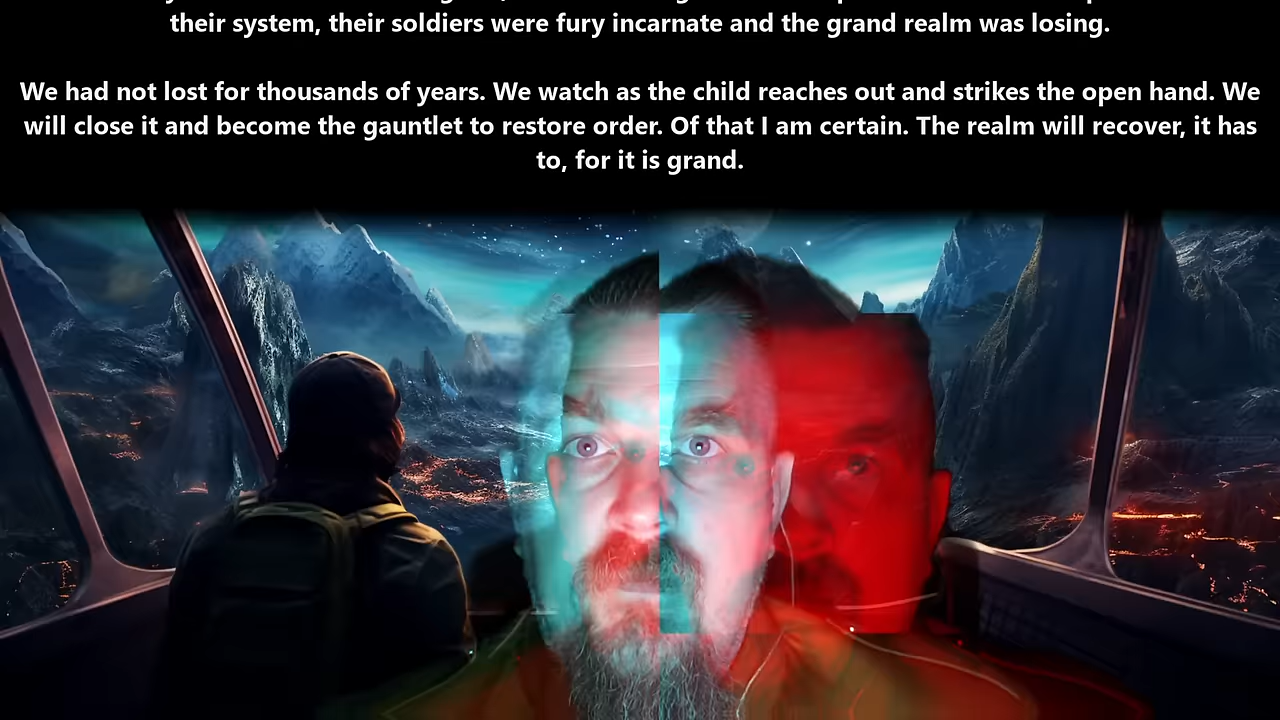 their system, their soldiers were fury incarnate and the grand realm was losing.
We had not lost for thousands of years. We watch as the child reaches out and strikes the open hand. We
will close it and become the gauntlet to restore order. Of that I am certain. The realm will recover, it has
to, for it is grand.